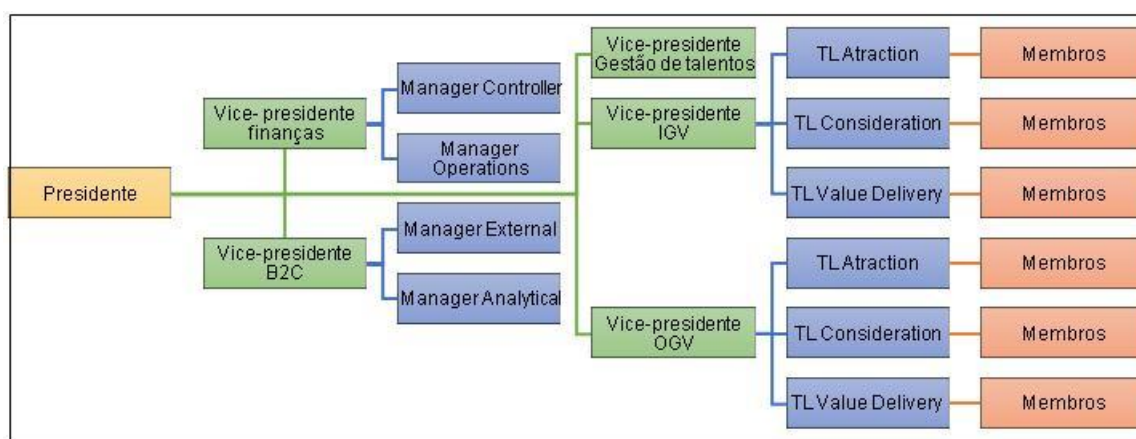 Presidente
Vice- presidente
finanças
Manager Controller
Manager
Operations
Vice-presidente
B2C
Manager External
Manager Analytical
Vice-presidente
Gestão de talentos
Vice-presidente
IGV
TL Atraction
Membros
TL Consideration
Membros
TL Value Delivery
Membros
Vice-presidente
OGV
TL Atraction
Membros
TL Consideration
Membros
TL Value Delivery
Membros